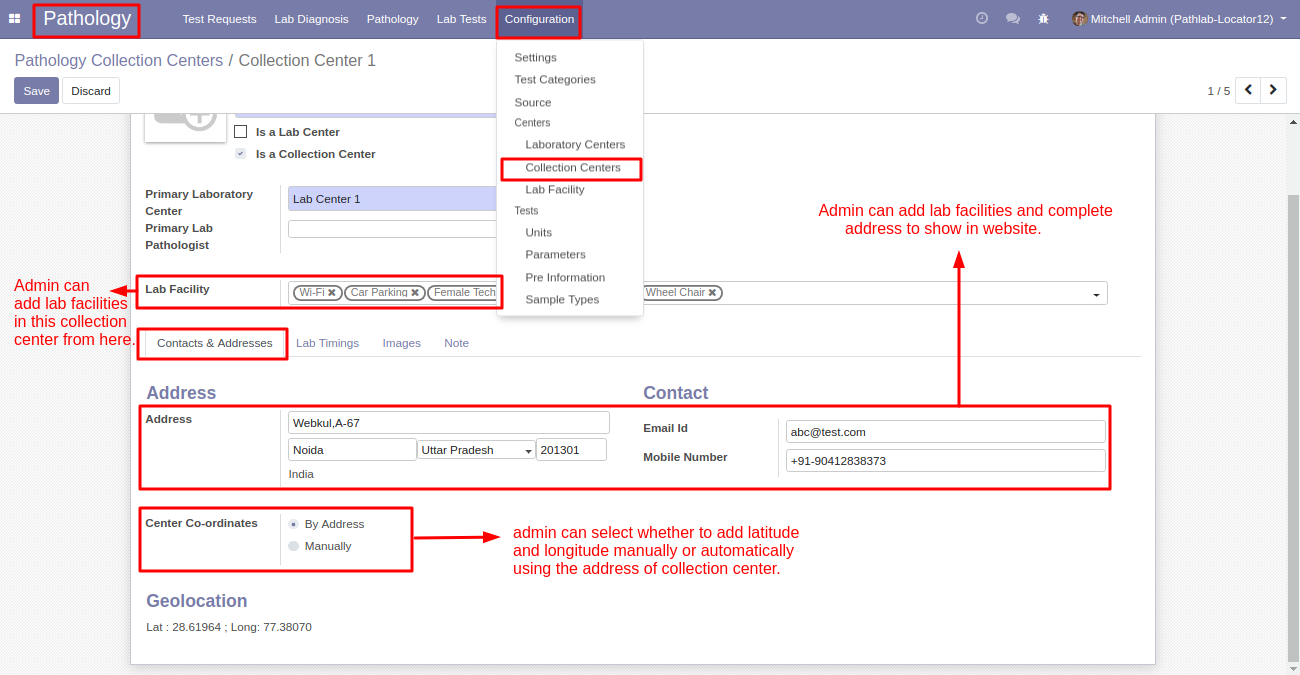 Pathology Test Requests Lab Diagnosis Pathology Lab Tests Configuration Mitchell Admin (Pathlab-Locator12)
Pathology Collection Centers / Collection Center 1
Save Discard
1 / 5
Settings
Test Categories
Source
Centers
Laboratory Centers
Collection Centers
Lab Facility
Tests
Units
Parameters
Pre Information
Sample Types
Is a Lab Center
Is a Collection Center
Primary Laboratory
Center
Lab Center 1
Primary Lab
Pathologist
Admin can add lab facilities and complete
address to show in website.
Admin can
add lab facilities
in this collection
center from here.
Lab Facility
Wi-Fi ✖ Car Parking ✖ Female Tech Wheel Chair ✖
Contacts & Addresses Lab Timings Images Note
Address
Address
Webkul,A-67
Noida Uttar Pradesh 201301
India
Contact
Email Id abc@test.com
Mobile Number +91-90412838373
Center Co-ordinates
By Address
Manually
admin can select whether to add latitude
and longitude manually or automatically
using the address of collection center.
Geolocation
Lat : 28.61964 ; Long: 77.38070